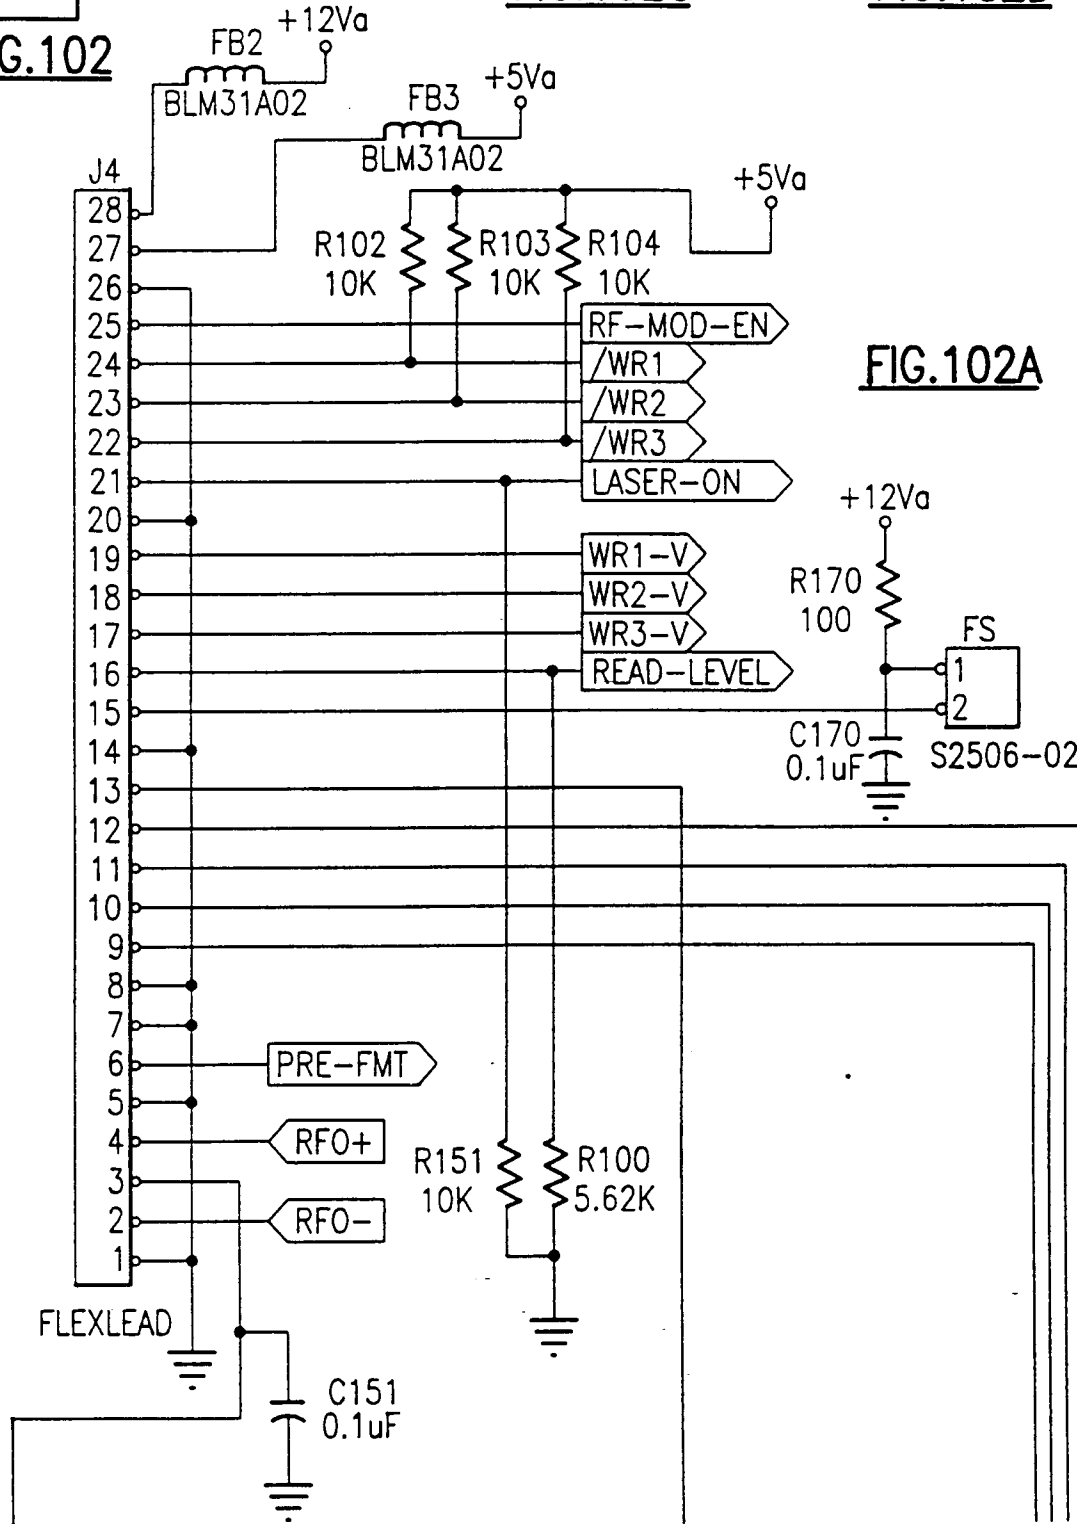 G.102
FB2
+12Va
BLM31A02
FB3
+5Va
BLM31A02
J4
+5Va
28
27
26
25
24
23
22
21
20
19
18
17
16
15
14
13
12
11
10
9
8
7
6
5
4
3
2
1
R102
10K
R103
10K
R104
10K
RF-MOD-EN
/WR1
/WR2
/WR3
LASER-ON
FIG.102A
WR1-V
WR2-V
WR3-V
READ-LEVEL
+12Va
R170
100
FS
1
2
C170
0.1uF
S2506-02
PRE-FMT
RFO+
RFO-
R151
10K
R100
5.62K
FLEXLEAD
C151
0.1uF